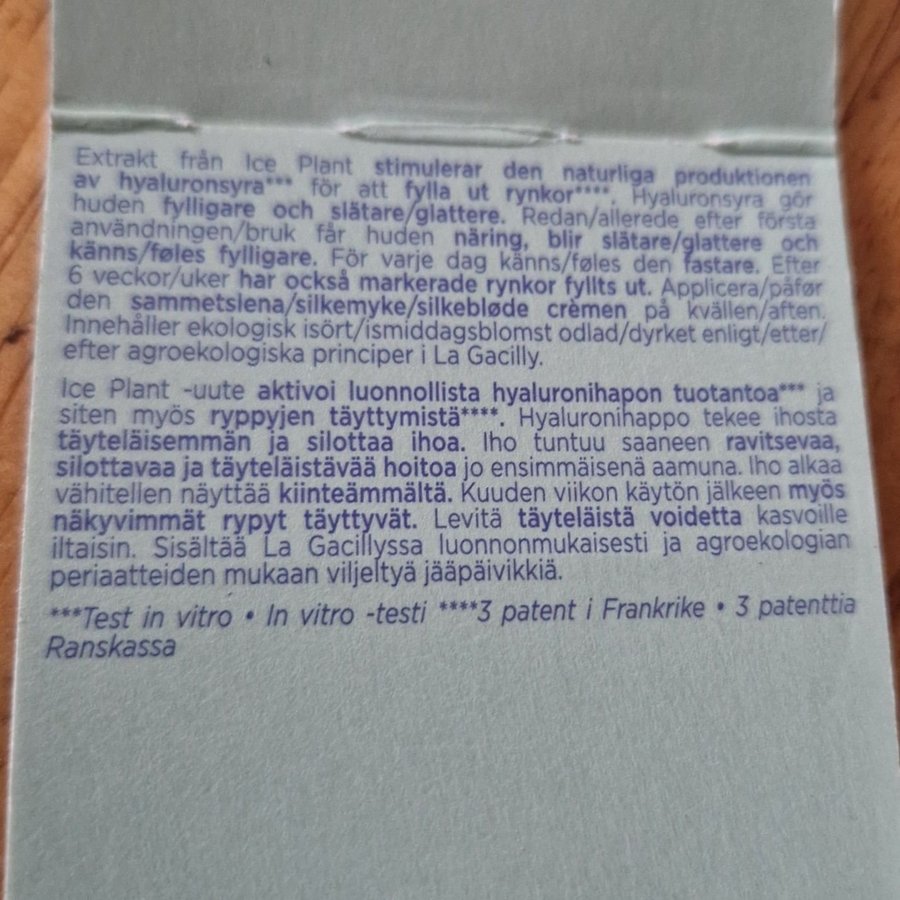 Extrakt från Ice Plant stimulerar den naturliga produktionen
av hyaluronsyra*** för att fylla ut rynkor****. Hyaluronsyra gör
huden fylligare och slätare/glattere. Redan/allerede efter första
användningen/bruk får huden näring, blir slätare/glattere och
känns/føles fylligare. För varje dag känns/føles den fastare. Efter
6 veckor/uker har också markerade rynkor fyllts ut. Applicera/påfør
den sammetslena/silkemyke/silkebløde crèmen på kvällen/aften.
Innehåller ekologisk isört/ismiddagsblomst odlad/dyrket enligt/etter/
efter agroekologiska principer i La Gacilly.
Ice Plant -uute aktivoi luonnollista hyaluronihapon tuotantoa*** ja
siten myös ryppyjen täyttymistä****. Hyaluronihappo tekee ihosta
täyteläisemmän ja silottaa ihoa. Iho tuntuu saaneen ravitsevaa,
silottavaa ja täyteläistävää hoitoa jo ensimmäisenä aamuna. Iho alkaa
vähitellen näyttää kiinteämmältä. Kuuden viikon käytön jälkeen myös
näkyvimmät rypyt täyttyvät. Levitä täyteläistä voidetta kasvoille
iltaisin. Sisältää La Gacillyssa luonnonmukaisesti ja agroekologian
periaatteiden mukaan viljeltyä jääpäivikkiä.
***Test in vitro • In vitro -testi ****3 patent i Frankrike • 3 patenttia
Ranskassa